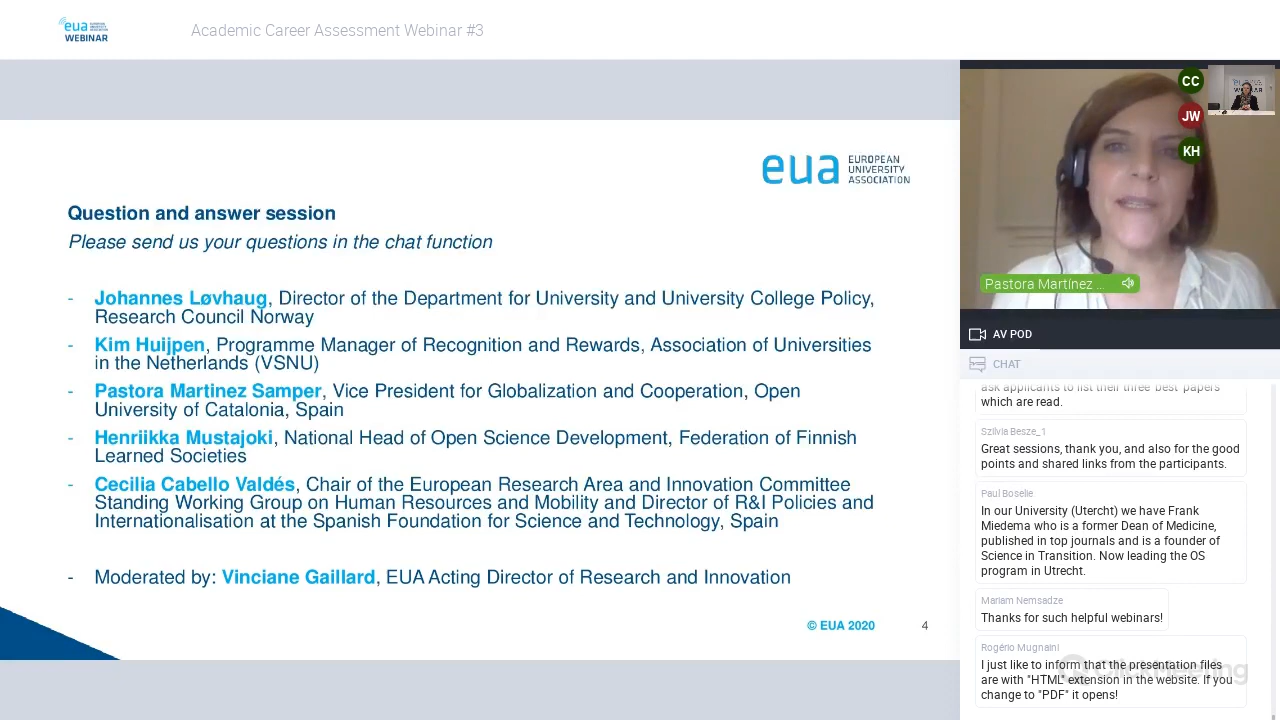 eua EUROPEAN UNIVERSITY ASSOCIATION
WEBINAR
Academic Career Assessment Webinar #3
eua EUROPEAN
UNIVERSITY
ASSOCIATION
Question and answer session
Please send us your questions in the chat function
- Johannes Løvhaug, Director of the Department for University and University College Policy,
Research Council Norway
- Kim Huijpen, Programme Manager of Recognition and Rewards, Association of Universities
in the Netherlands (VSNU)
- Pastora Martinez Samper, Vice President for Globalization and Cooperation, Open
University of Catalonia, Spain
- Henriikka Mustajoki, National Head of Open Science Development, Federation of Finnish
Learned Societies
- Cecilia Cabello Valdés, Chair of the European Research Area and Innovation Committee
Standing Working Group on Human Resources and Mobility and Director of R&I Policies and
Internationalisation at the Spanish Foundation for Science and Technology, Spain
- Moderated by: Vinciane Gaillard, EUA Acting Director of Research and Innovation
© EUA 2020
4
CC
JW
KH
Pastora Martínez ...
AV POD
CHAT
ask applicants to list their three 'best' papers
which are read.
Szilvia Besze_1
Great sessions, thank you, and also for the good
points and shared links from the participants.
Paul Boselie
In our University (Utercht) we have Frank
Miedema who is a former Dean of Medicine,
published in top journals and is a founder of
Science in Transition. Now leading the OS
program in Utrecht.
Mariam Nemsadze
Thanks for such helpful webinars!
Rogério Mugnaini
I just like to inform that the presentation files
are with "HTML" extension in the website. If you
change to "PDF" it opens!